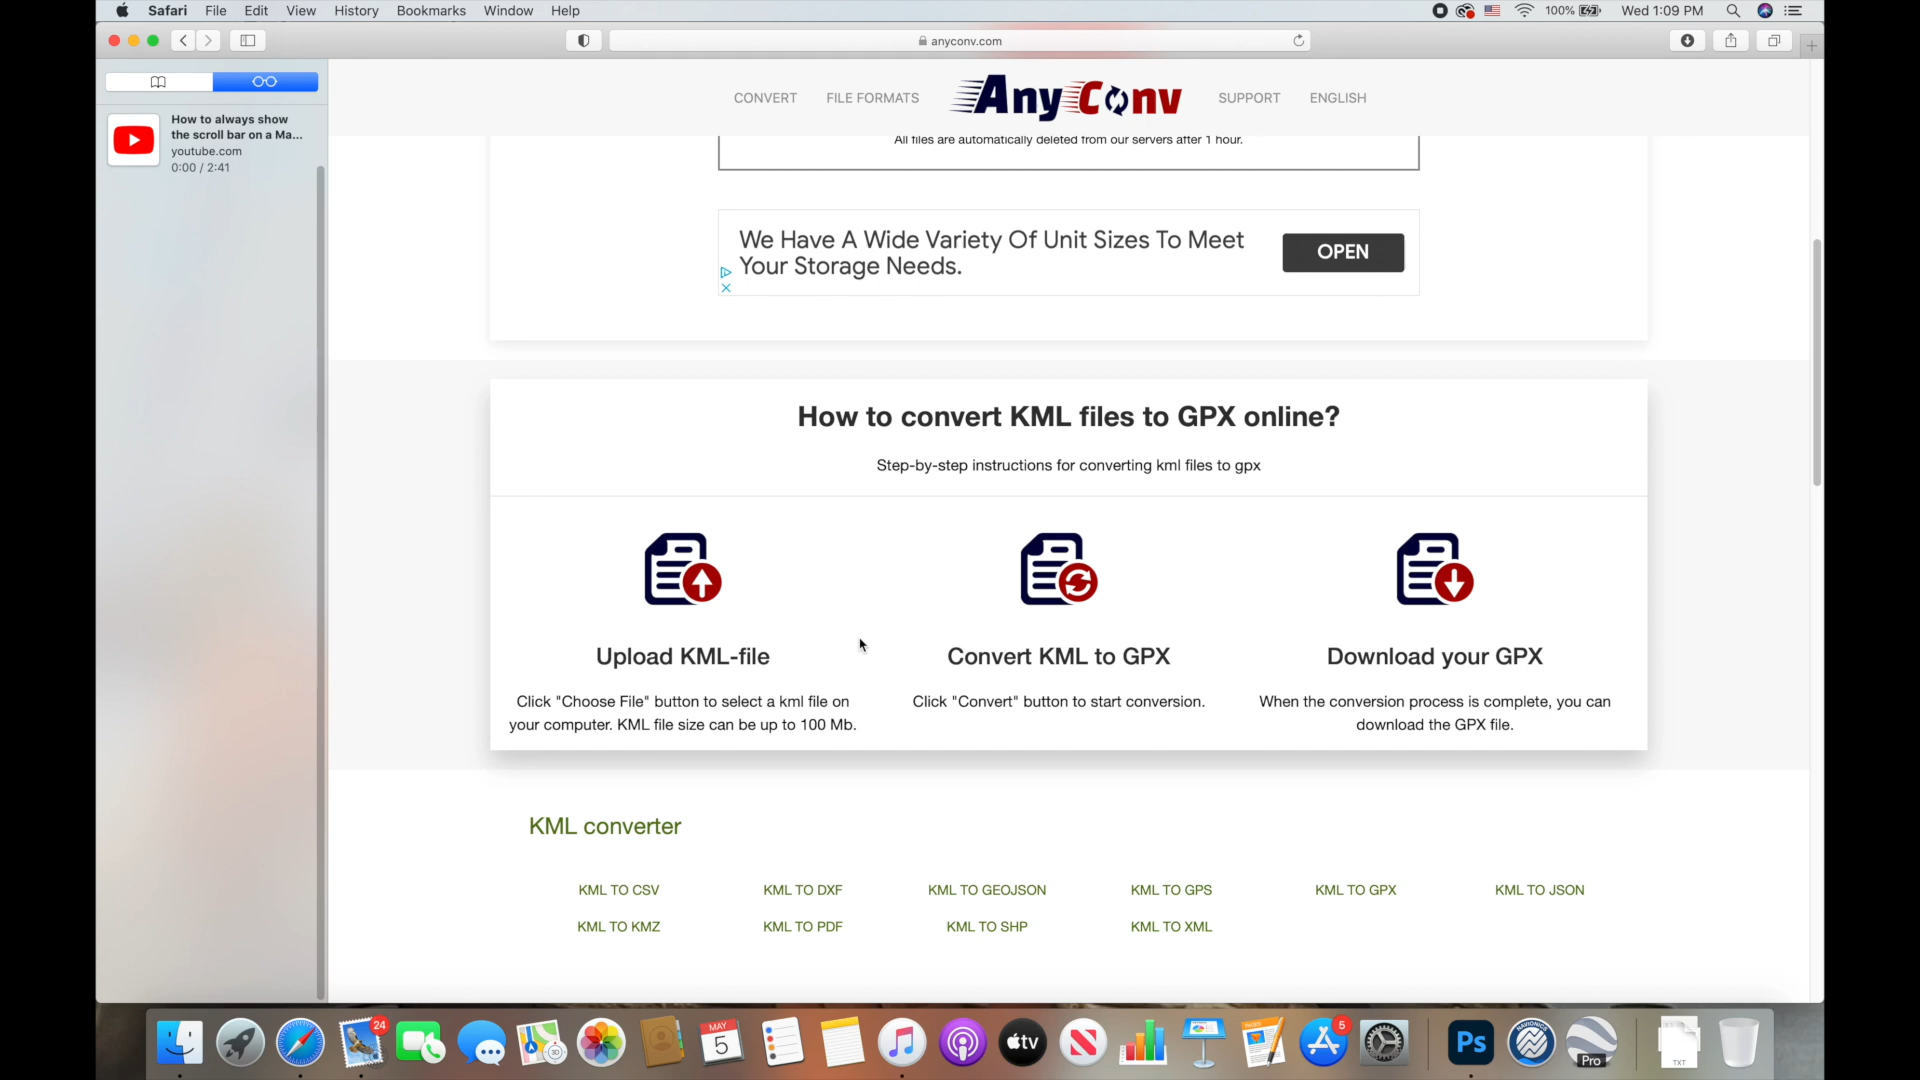 Safari File Edit View History Bookmarks Window Help 100% Wed 1:09 PM
anyconv.com
How to always show
the scroll bar on a Ma...
youtube.com
0:00 / 2:41
CONVERT FILE FORMATS AnyConv SUPPORT ENGLISH
All files are automatically deleted from our servers after 1 hour.
We Have A Wide Variety Of Unit Sizes To Meet
Your Storage Needs.
OPEN
How to convert KML files to GPX online?
Step-by-step instructions for converting kml files to gpx
Upload KML-file
Click "Choose File" button to select a kml file on
your computer. KML file size can be up to 100 Mb.
Convert KML to GPX
Click "Convert" button to start conversion.
Download your GPX
When the conversion process is complete, you can
download the GPX file.
KML converter
KML TO CSV KML TO DXF KML TO GEOJSON KML TO GPS KML TO GPX KML TO JSON
KML TO KMZ KML TO PDF KML TO SHP KML TO XML
24
3D
MAY
5
tv
PAGES
5
Ps
NAVIONICS
Pro
TXT